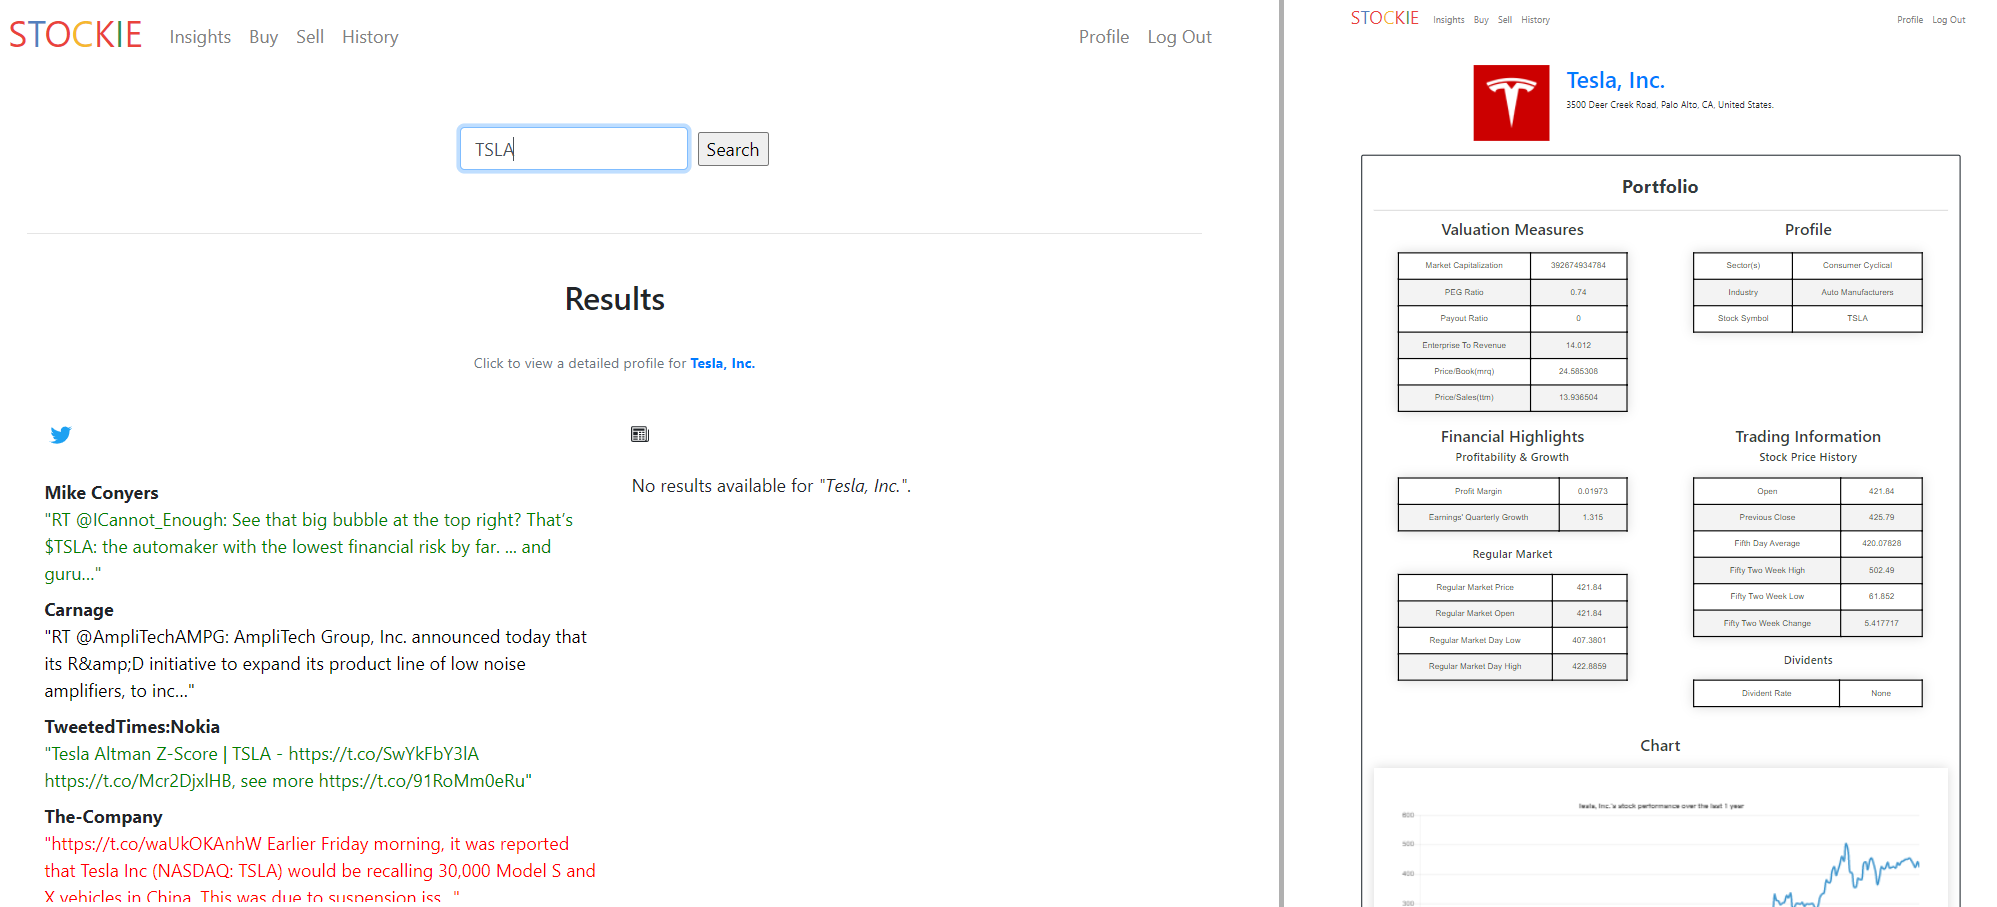 STOCKIE Insights Buy Sell History Profile Log Out
TSLA Search
Results
Click to view a detailed profile for Tesla, Inc.
Mike Conyers
"RT @ICannot_Enough: See that big bubble at the top right? That's
$TSLA: the automaker with the lowest financial risk by far. ... and
guru..."
Carnage
"RT @AmpliTechAMPG: AmpliTech Group, Inc. announced today that
its R&amp;D initiative to expand its product line of low noise
amplifiers, to inc..."
TweetedTimes:Nokia
"Tesla Altman Z-Score | TSLA - https://t.co/SwYkFbY3lA
https://t.co/Mcr2DjxlHB, see more https://t.co/91RoMm0eRu"
The-Company
"https://t.co/waUkOKAnhW Earlier Friday morning, it was reported
that Tesla Inc (NASDAQ: TSLA) would be recalling 30,000 Model S and
X vehicles in China. This was due to suspension iss..."
No results available for "Tesla, Inc.".
STOCKIE Insights Buy Sell History Profile Log Out
Tesla, Inc.
3500 Deer Creek Road, Palo Alto, CA, United States.
Portfolio
Valuation Measures
Market Capitalization 392674934784
PEG Ratio 0.74
Payout Ratio 0
Enterprise To Revenue 14.012
Price/Book(mrq) 24.585308
Price/Sales(ttm) 13.936504
Profile
Sector(s) Consumer Cyclical
Industry Auto Manufacturers
Stock Symbol TSLA
Financial Highlights
Profitability & Growth
Profit Margin 0.01973
Earnings' Quarterly Growth 1.315
Regular Market
Regular Market Price 421.84
Regular Market Open 421.84
Regular Market Day Low 407.3801
Regular Market Day High 422.8859
Trading Information
Stock Price History
Open 421.84
Previous Close 425.79
Fifth Day Average 420.07828
Fifty Two Week High 502.49
Fifty Two Week Low 61.852
Fifty Two Week Change 5.417717
Dividents
Divident Rate None
Chart
Tesla, Inc.'s stock performance over the last 1 year
600
500
400
300